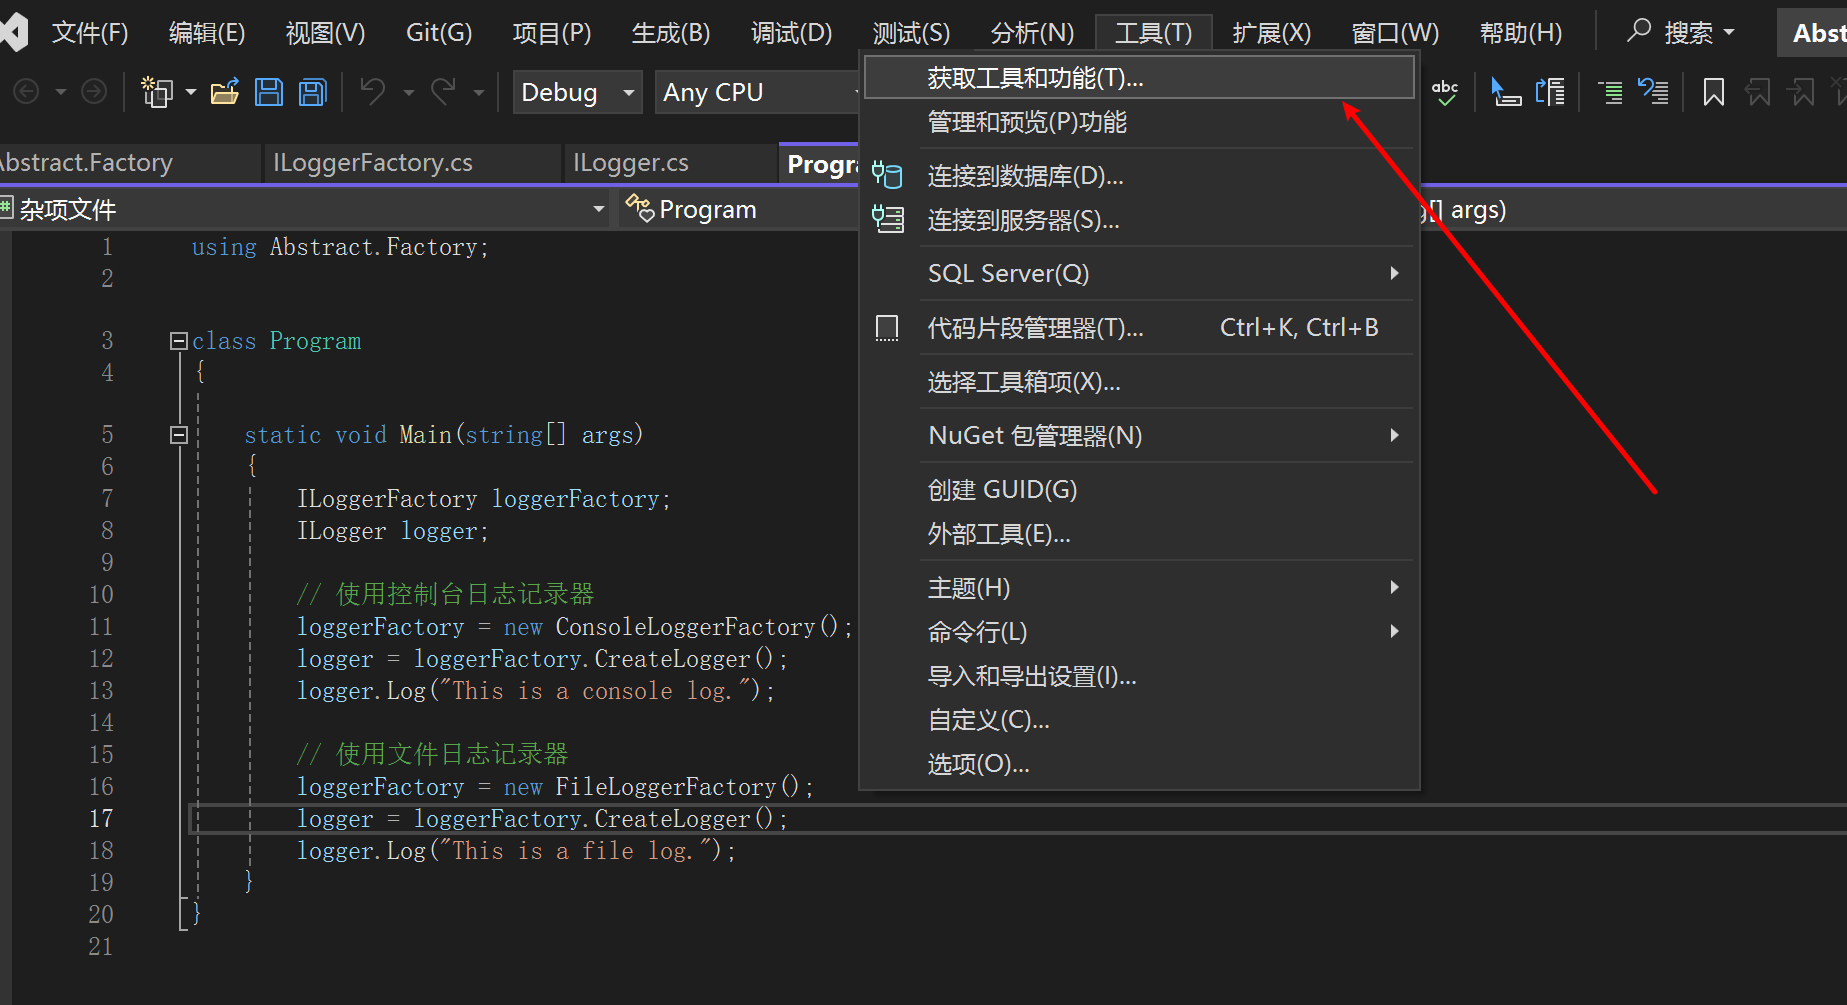 文件(F) 编辑(E) 视图(V) Git(G) 项目(P) 生成(B) 调试(D) 测试(S) 分析(N) 工具(T) 扩展(X) 窗口(W) 帮助(H) 搜索 Abst
Debug Any CPU abc
Abstract.Factory ILoggerFactory.cs ILogger.cs Progra
杂项文件 Program g[] args)
获取工具和功能(T)...
管理和预览(P)功能
连接到数据库(D)...
连接到服务器(S)...
SQL Server(Q)
代码片段管理器(T)... Ctrl+K, Ctrl+B
选择工具箱项(X)...
NuGet 包管理器(N)
创建 GUID(G)
外部工具(E)...
主题(H)
命令行(L)
导入和导出设置(I)...
自定义(C)...
选项(O)...
1 using Abstract.Factory;
2
3 class Program
4 {
5 static void Main(string[] args)
6 {
7 ILoggerFactory loggerFactory;
8 ILogger logger;
9
10 // 使用控制台日志记录器
11 loggerFactory = new ConsoleLoggerFactory();
12 logger = loggerFactory.CreateLogger();
13 logger.Log("This is a console log.");
14
15 // 使用文件日志记录器
16 loggerFactory = new FileLoggerFactory();
17 logger = loggerFactory.CreateLogger();
18 logger.Log("This is a file log.");
19 }
20 }
21